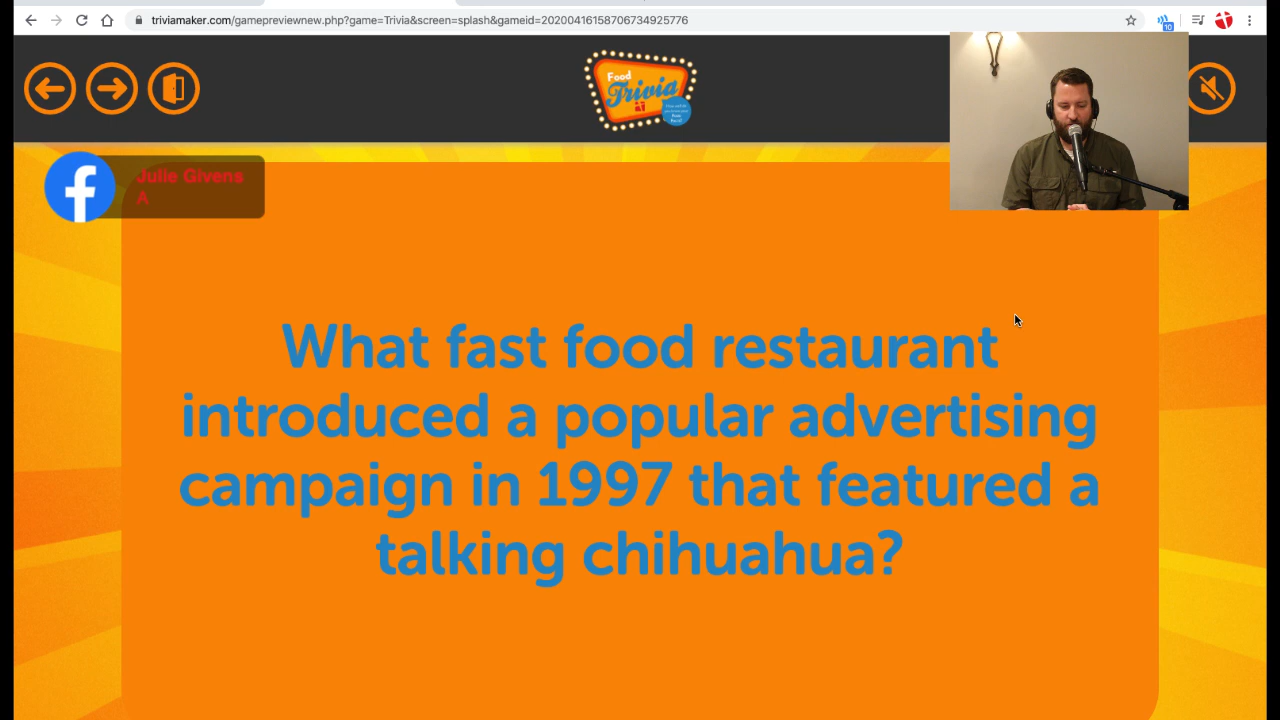 triviamaker.com/gamepreviewnew.php?game=Trivia&screen=splash&gameid=20200416158706734925776
10
Food
Trivia
Julie Givens
A
What fast food restaurant
introduced a popular advertising
campaign in 1997 that featured a
talking chihuahua?